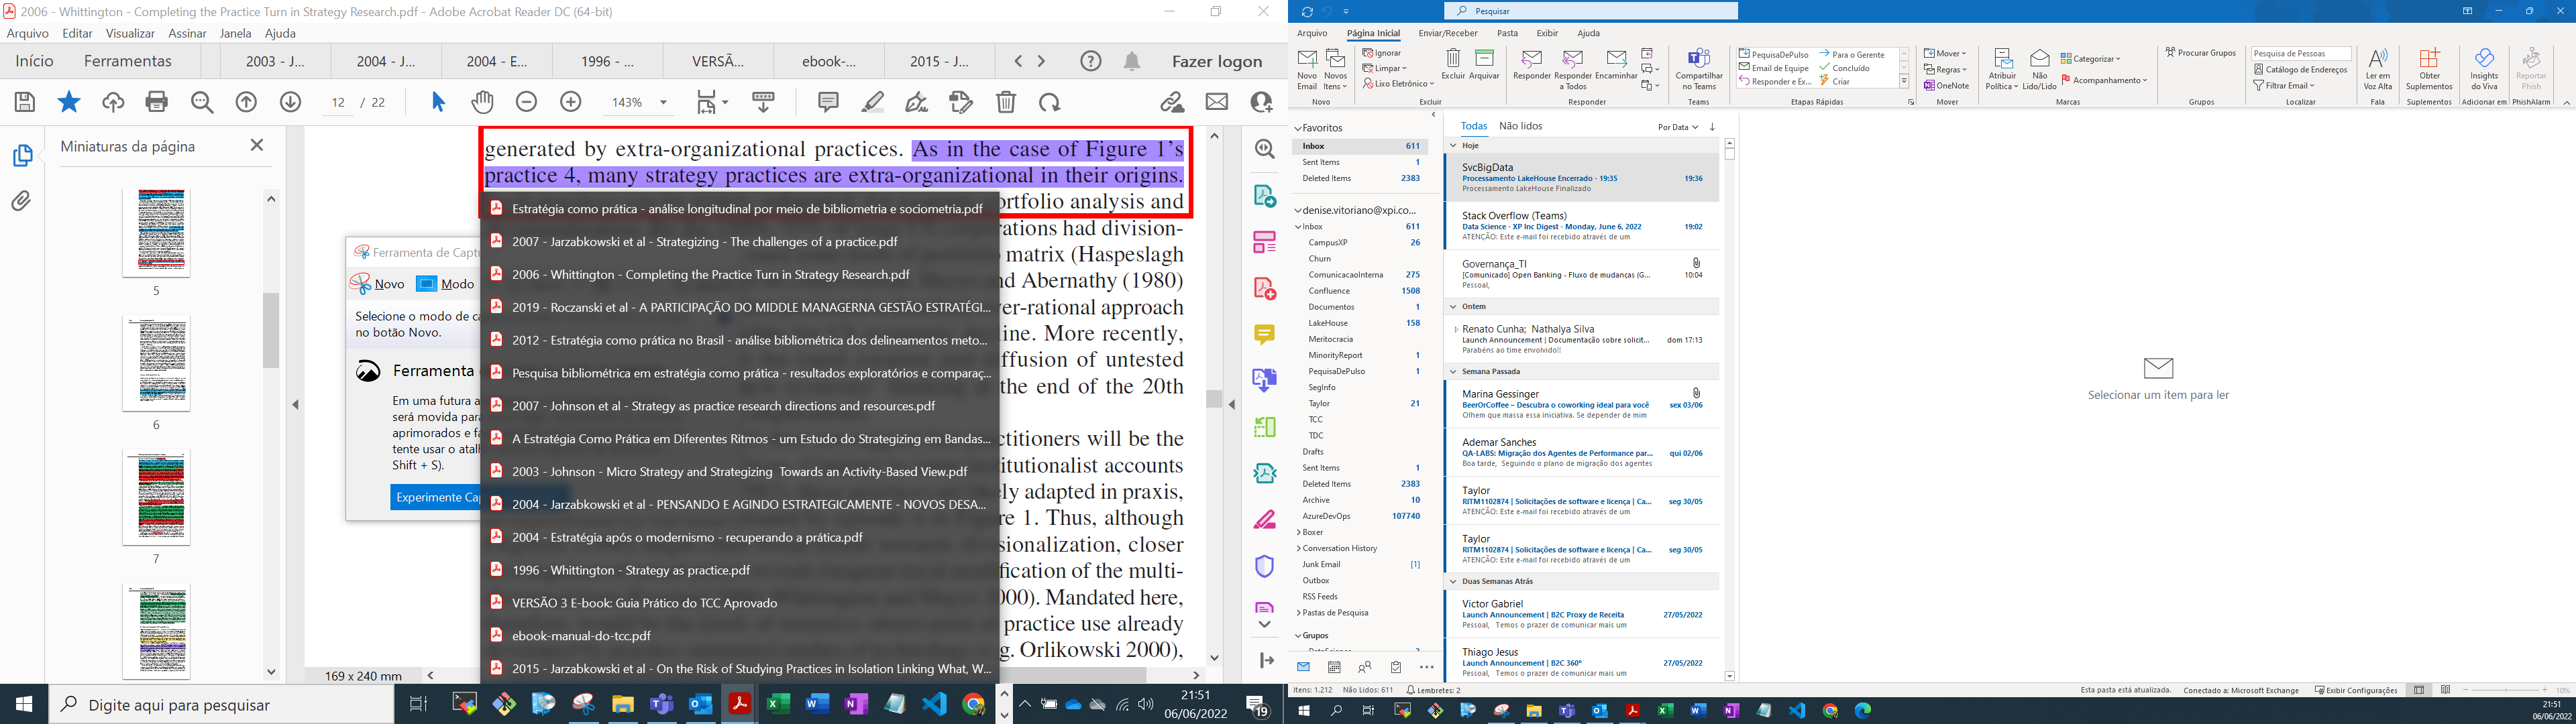 2006 - Whittington - Completing the Practice Turn in Strategy Research.pdf - Adobe Acrobat Reader DC (64-bit)
Arquivo Editar Visualizar Assinar Janela Ajuda
Início Ferramentas 2003 - J... 2004 - J... 2004 - E... 1996 - ... VERSÃ... ebook-... 2015 - J... Fazer logon
12 / 22 143%
Miniaturas da página
5
6
7
generated by extra-organizational practices. As in the case of Figure 1's
practice 4, many strategy practices are extra-organizational in their origins.
ortfolio analysis and
rations had division-
matrix (Haspeslagh
nd Abernathy (1980)
ver-rational approach
line. More recently,
ffusion of untested
the end of the 20th
ctitioners will be the
titutionalist accounts
ly adapted in praxis,
gure 1. Thus, although
sionalization, closer
fication of the multi-
2000). Mandated here,
practice use already
g. Orlikowski 2000),
Ferramenta de Captu
Novo Modo
Selecione o modo de ca
no botão Novo.
Ferramenta
Em uma futura a
será movida para
aprimorados e fa
tente usar o atall
Shift + S).
Experimente Cap
Estratégia como prática - análise longitudinal por meio de bibliometria e sociometria.pdf
2007 - Jarzabkowski et al - Strategizing - The challenges of a practice.pdf
2006 - Whittington - Completing the Practice Turn in Strategy Research.pdf
2019 - Roczanski et al - A PARTICIPAÇÃO DO MIDDLE MANAGERNA GESTÃO ESTRATÉGI...
2012 - Estratégia como prática no Brasil - análise bibliométrica dos delineamentos meto...
Pesquisa bibliométrica em estratégia como prática - resultados exploratórios e comparaç...
2007 - Johnson et al - Strategy as practice research directions and resources.pdf
A Estratégia Como Prática em Diferentes Ritmos - um Estudo do Strategizing em Bandas...
2003 - Johnson - Micro Strategy and Strategizing Towards an Activity-Based View.pdf
2004 - Jarzabkowski et al - PENSANDO E AGINDO ESTRATEGICAMENTE - NOVOS DESA...
2004 - Estratégia após o modernismo - recuperando a prática.pdf
1996 - Whittington - Strategy as practice.pdf
VERSÃO 3 E-book: Guia Prático do TCC Aprovado
ebook-manual-do-tcc.pdf
2015 - Jarzabkowski et al - On the Risk of Studying Practices in Isolation Linking What, W...
169 x 240 mm
Digite aqui para pesquisar
21:51
06/06/2022
19
Pesquisar
Arquivo Página Inicial Enviar/Receber Pasta Exibir Ajuda
Novo Email
Novos Itens
Novo
Ignorar
Limpar
Lixo Eletrônico
Excluir Arquivar
Excluir
Responder
Responder a Todos
Encaminhar
Responder
Compartilhar no Teams
Teams
PequisaDePulso
Email de Equipe
Responder e Ex...
Para o Gerente
Concluído
Criar
Etapas Rápidas
Mover
Regras
OneNote
Mover
Atribuir Política
Não Lido/Lido
Categorizar
Acompanhamento
Marcas
Procurar Grupos
Grupos
Pesquisa de Pessoas
Catálogo de Endereços
Filtrar Email
Localizar
Ler em Voz Alta
Fala
Obter Suplementos
Suplementos
Insights do Viva
Adicionar em
Reportar Phish
PhishAlarm
Favoritos
Inbox 611
Sent Items 1
Deleted Items 2383
denise.vitoriano@xpi.co...
Inbox 611
CampusXP 26
Churn
ComunicacaoInterna 275
Confluence 1508
Documentos 1
LakeHouse 158
Meritocracia
MinorityReport 1
PequisaDePulso 1
SegInfo
Taylor 21
TCC
TDC
Drafts
Sent Items 1
Deleted Items 2383
Archive 10
AzureDevOps 107740
Boxer
Conversation History
Junk Email [1]
Outbox
RSS Feeds
Pastas de Pesquisa
Grupos
Todas Não lidos Por Data
Hoje
SvcBigData
Processamento LakeHouse Encerrado - 19:35 19:36
Processamento LakeHouse Finalizado
Stack Overflow (Teams)
Data Science - XP Inc Digest - Monday, June 6, 2022 19:02
ATENÇÃO: Este e-mail foi recebido através de um
Governança_TI
[Comunicado] Open Banking - Fluxo de mudanças (G... 10:04
Pessoal,
Ontem
Renato Cunha; Nathalya Silva
Launch Announcement | Documentação sobre solicit... dom 17:13
Parabéns ao time envolvido!!
Semana Passada
Marina Gessinger
BeerOrCoffee – Descubra o coworking ideal para você sex 03/06
Olhem que massa essa iniciativa. Se depender de mim
Ademar Sanches
QA-LABS: Migração dos Agentes de Performance par... qui 02/06
Boa tarde, Seguindo o plano de migração dos agentes
Taylor
RITM1102874 | Solicitações de software e licença | Ca... seg 30/05
ATENÇÃO: Este e-mail foi recebido através de um
Taylor
RITM1102874 | Solicitações de software e licença | Ca... seg 30/05
ATENÇÃO: Este e-mail foi recebido através de um
Duas Semanas Atrás
Victor Gabriel
Launch Announcement | B2C Proxy de Receita 27/05/2022
Pessoal, Temos o prazer de comunicar mais um
Thiago Jesus
Launch Announcement | B2C 360º 27/05/2022
Pessoal, Temos o prazer de comunicar mais um
Selecionar um item para ler
Itens: 1.212 Não Lidos: 611 Lembretes: 2
Esta pasta está atualizada. Conectado a: Microsoft Exchange Exibir Configurações 10%
21:51
06/06/2022